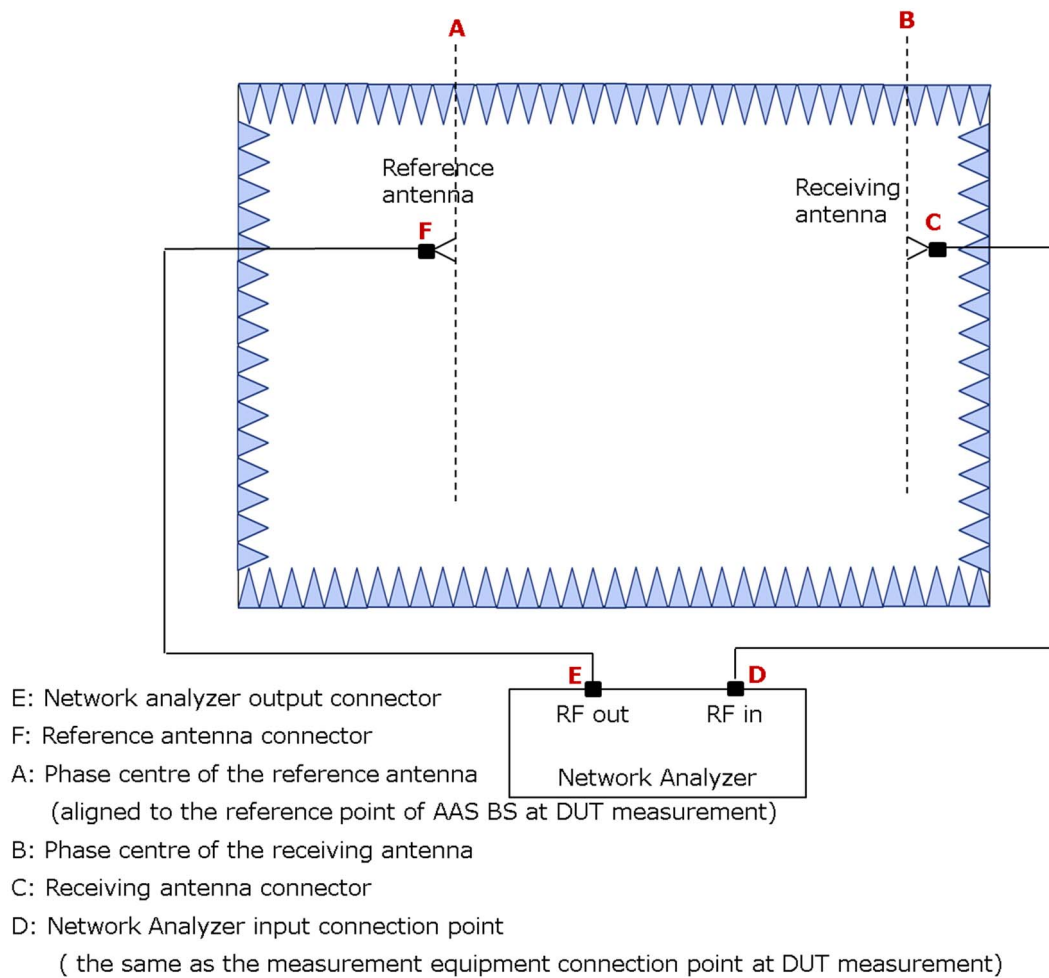 A
B
Reference
antenna
Receiving
antenna
F
C
E
D
RF out
RF in
Network Analyzer
E: Network analyzer output connector
F: Reference antenna connector
A: Phase centre of the reference antenna
(aligned to the reference point of AAS BS at DUT measurement)
B: Phase centre of the receiving antenna
C: Receiving antenna connector
D: Network Analyzer input connection point
( the same as the measurement equipment connection point at DUT measurement)